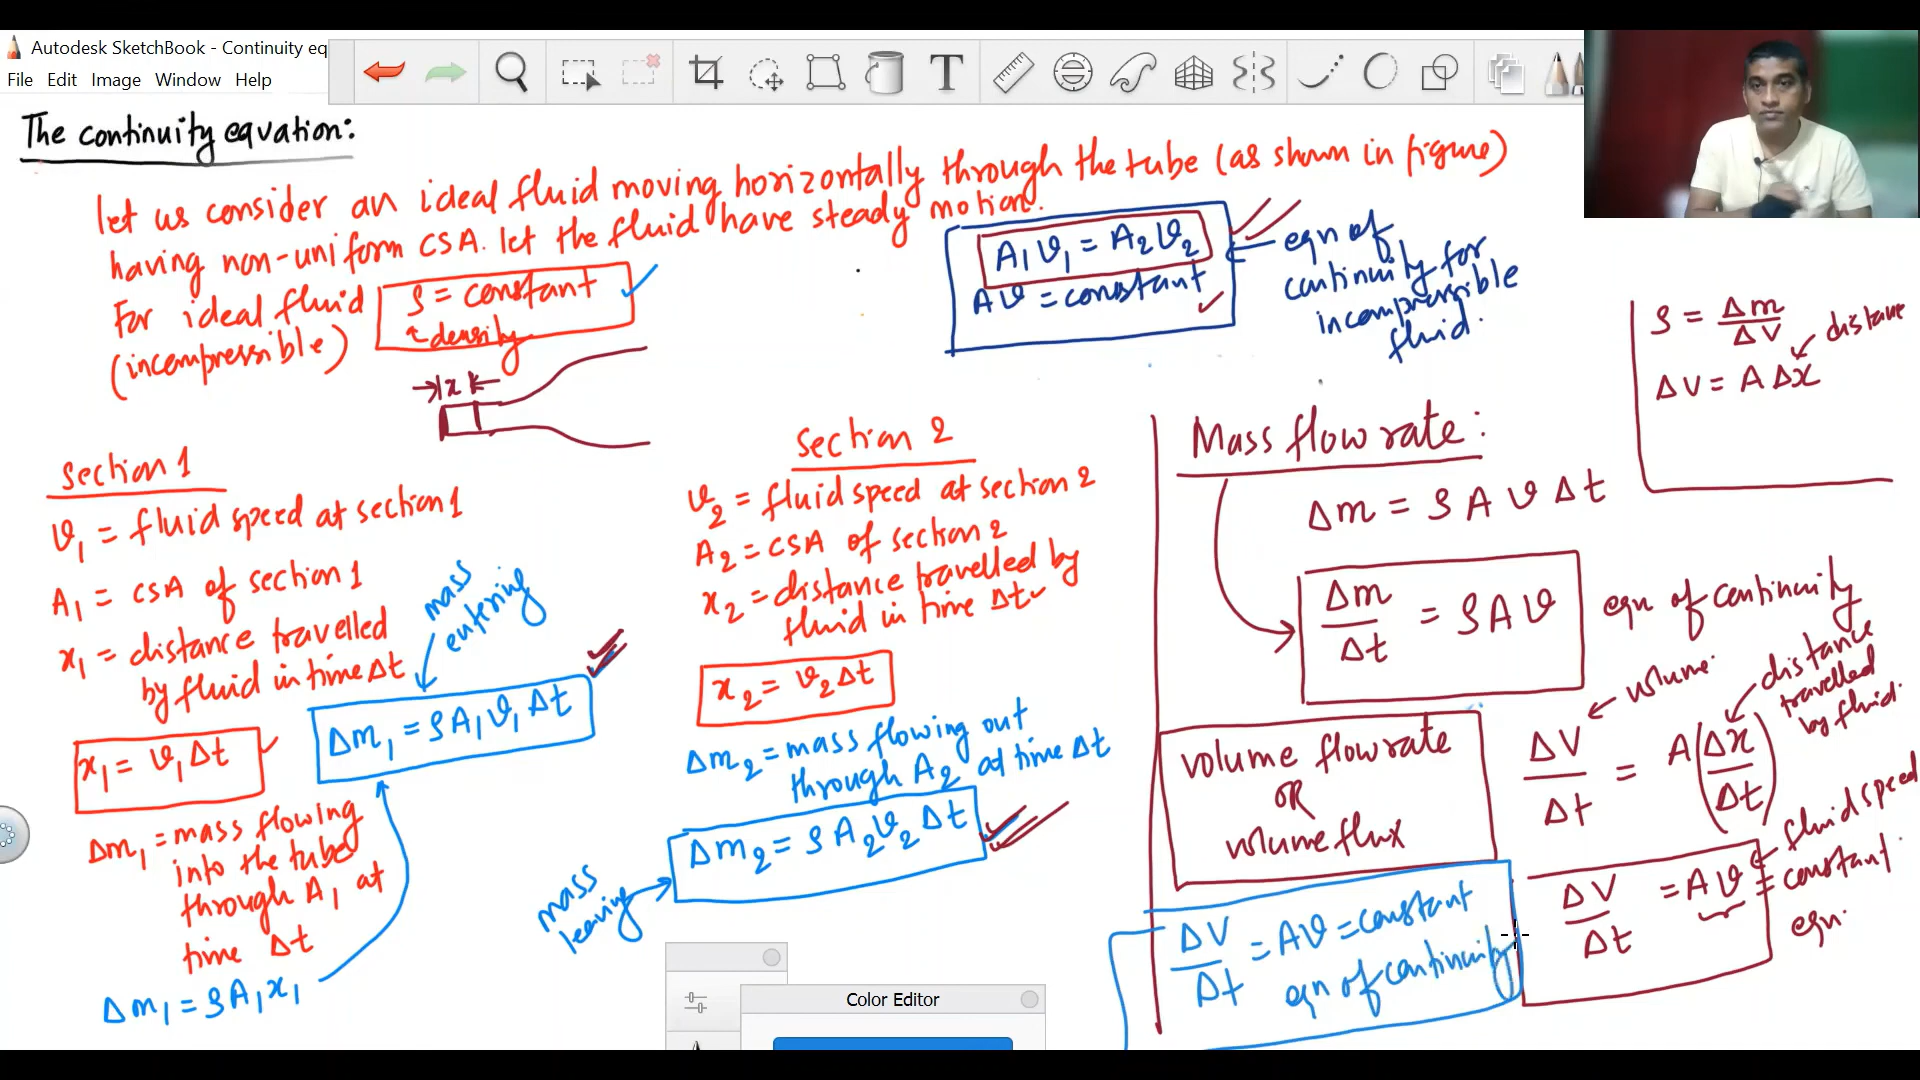 Autodesk SketchBook - Continuity eq
File Edit Image Window Help
T
The continuity equation:
let us consider an ideal fluid moving horizontally through the tube (as shown in figure)
having non-uniform CSA. let the fluid have steady motion.
For ideal fluid
(incompressible)
ρ = constant
density
A₁v₁ = A₂v₂
Av = constant
eqn of
continuity for
incompressible
fluid.
ρ = Δm/ΔV
distane
ΔV = A Δx
x
Section 1
v₁ = fluid speed at section 1
A₁ = CSA of section 1
x₁ = distance travelled
by fluid in time Δt
x₁ = v₁Δt
mass
entering
Δm₁ = ρA₁v₁Δt
Δm₁ = mass flowing
into the tube
through A₁ at
time Δt
Δm₁ = ρA₁x₁
Section 2
v₂ = fluid speed at section 2
A₂ = CSA of section 2
x₂ = distance travelled by
fluid in time Δt
x₂ = v₂Δt
Δm₂ = mass flowing out
through A₂ at time Δt
Δm₂ = ρA₂v₂Δt
mass
leaving
Mass flow rate:
Δm = ρAvΔt
Δm/Δt = ρAv
eqn of continuity
volume flow rate
OR
volume flux
volume.
distance
travelled
by fluid.
ΔV/Δt = A(Δx/Δt)
fluid speed
ΔV/Δt = Av = constant
eqn.
ΔV/Δt = Av = constant
eqn of continuity
Color Editor